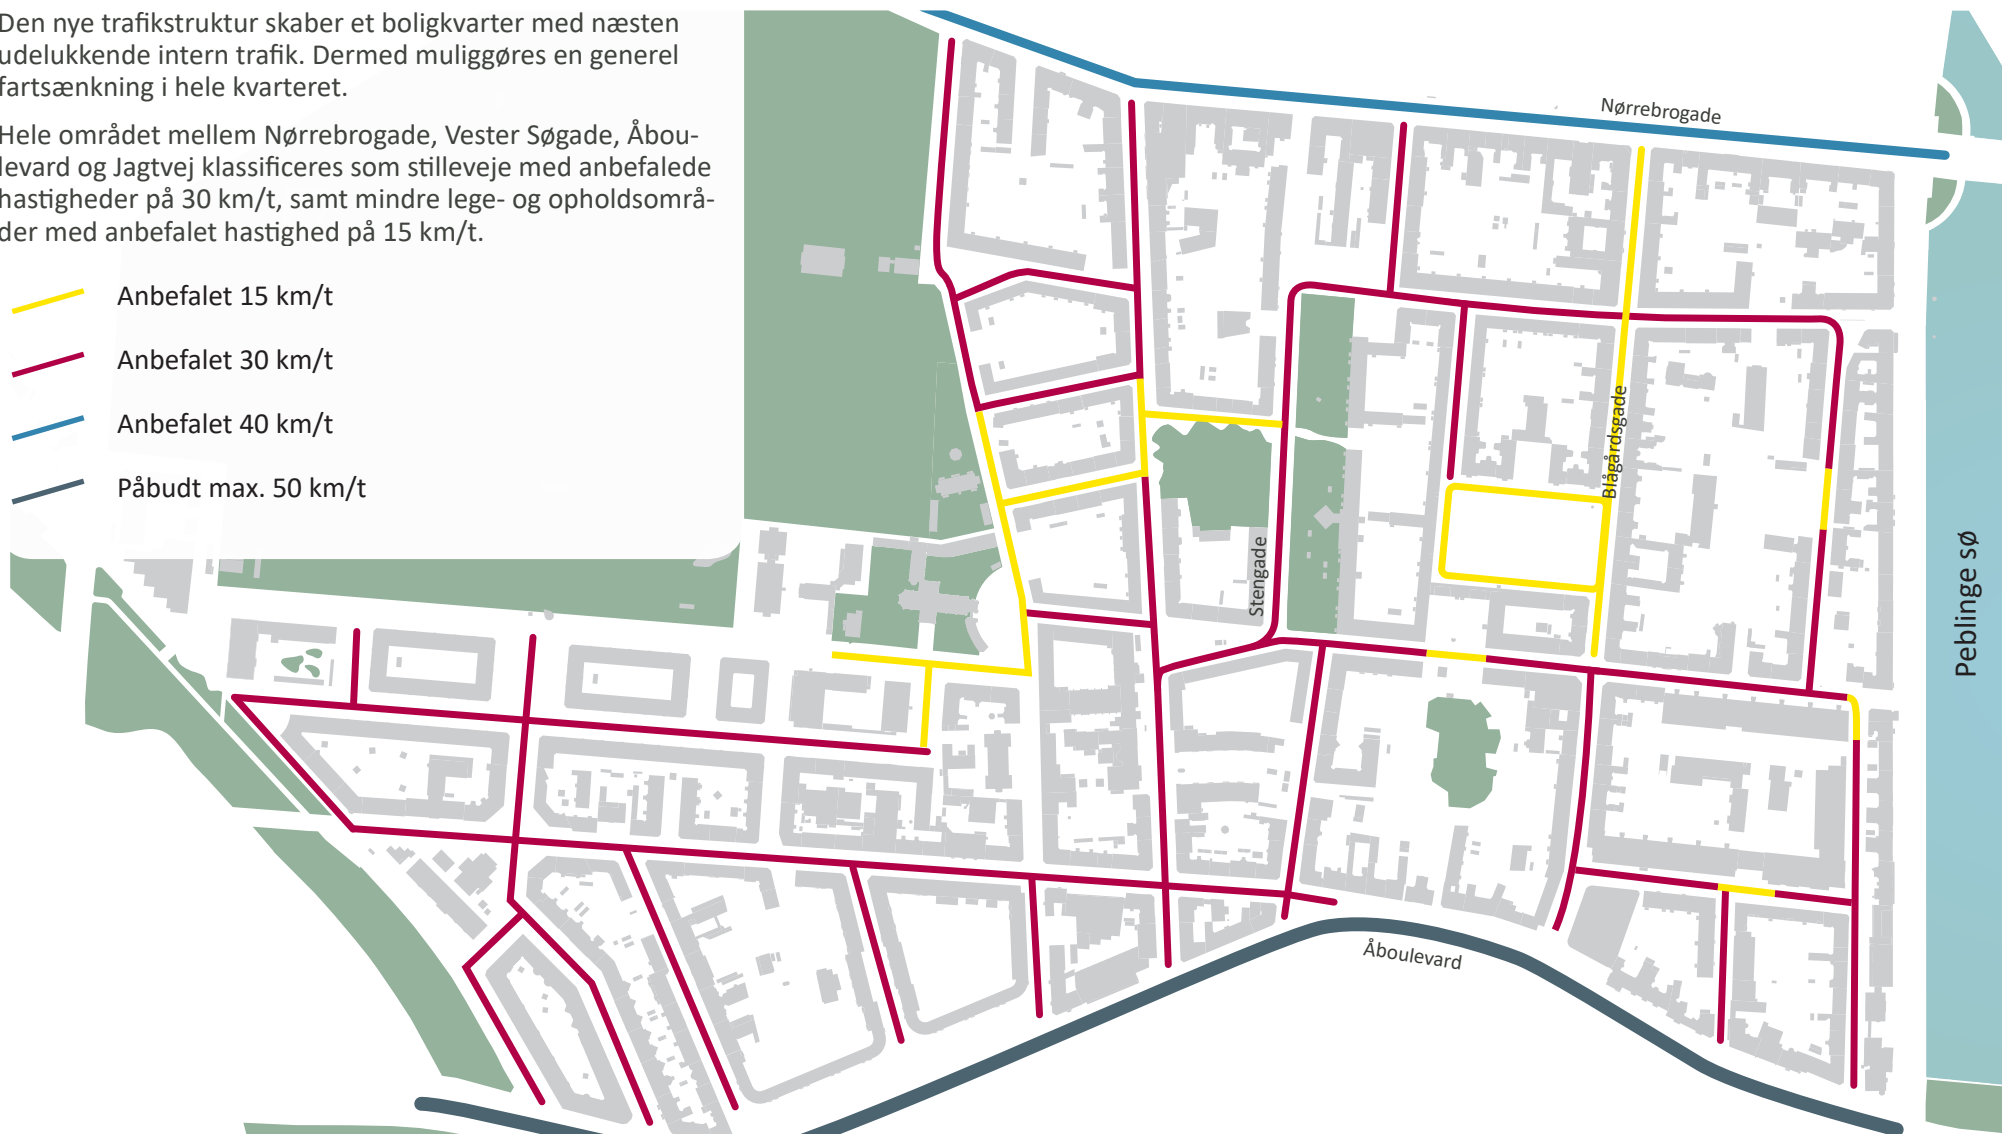 Den nye trafikstruktur skaber et boligkvarter med næsten
udelukkende intern trafik. Dermed muliggøres en generel
fartsænkning i hele kvarteret.
Hele området mellem Nørrebrogade, Vester Søgade, Åbou-
levard og Jagtvej klassificeres som stilleveje med anbefalede
hastigheder på 30 km/t, samt mindre lege- og opholdsområ-
der med anbefalet hastighed på 15 km/t.
Anbefalet 15 km/t
Anbefalet 30 km/t
Anbefalet 40 km/t
Påbudt max. 50 km/t
Nørrebrogade
Blågårdsgade
Stengade
Peblinge sø
Åboulevard